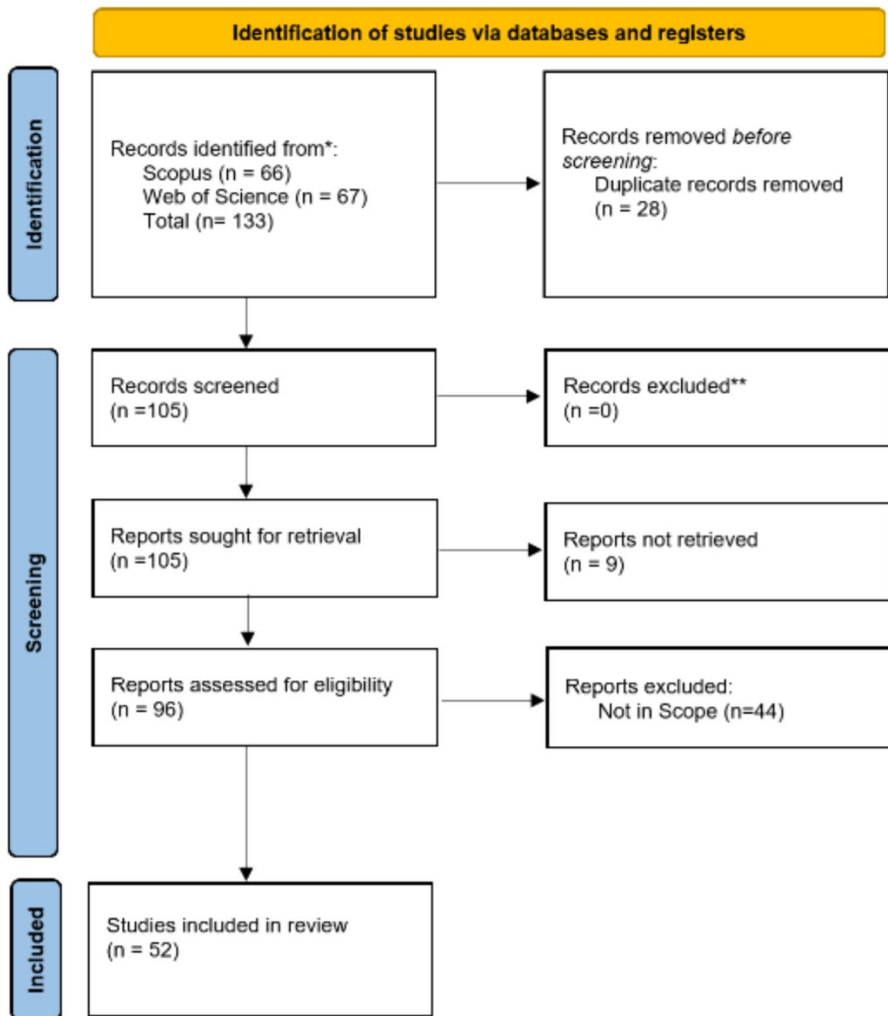 Identification of studies via databases and registers
Identification
Records identified from*:
Scopus (n = 66)
Web of Science (n = 67)
Total (n= 133)
Records removed before
screening:
Duplicate records removed
(n = 28)
Screening
Records screened
(n =105)
Records excluded**
(n =0)
Reports sought for retrieval
(n =105)
Reports not retrieved
(n = 9)
Reports assessed for eligibility
(n = 96)
Reports excluded:
Not in Scope (n=44)
Included
Studies included in review
(n = 52)